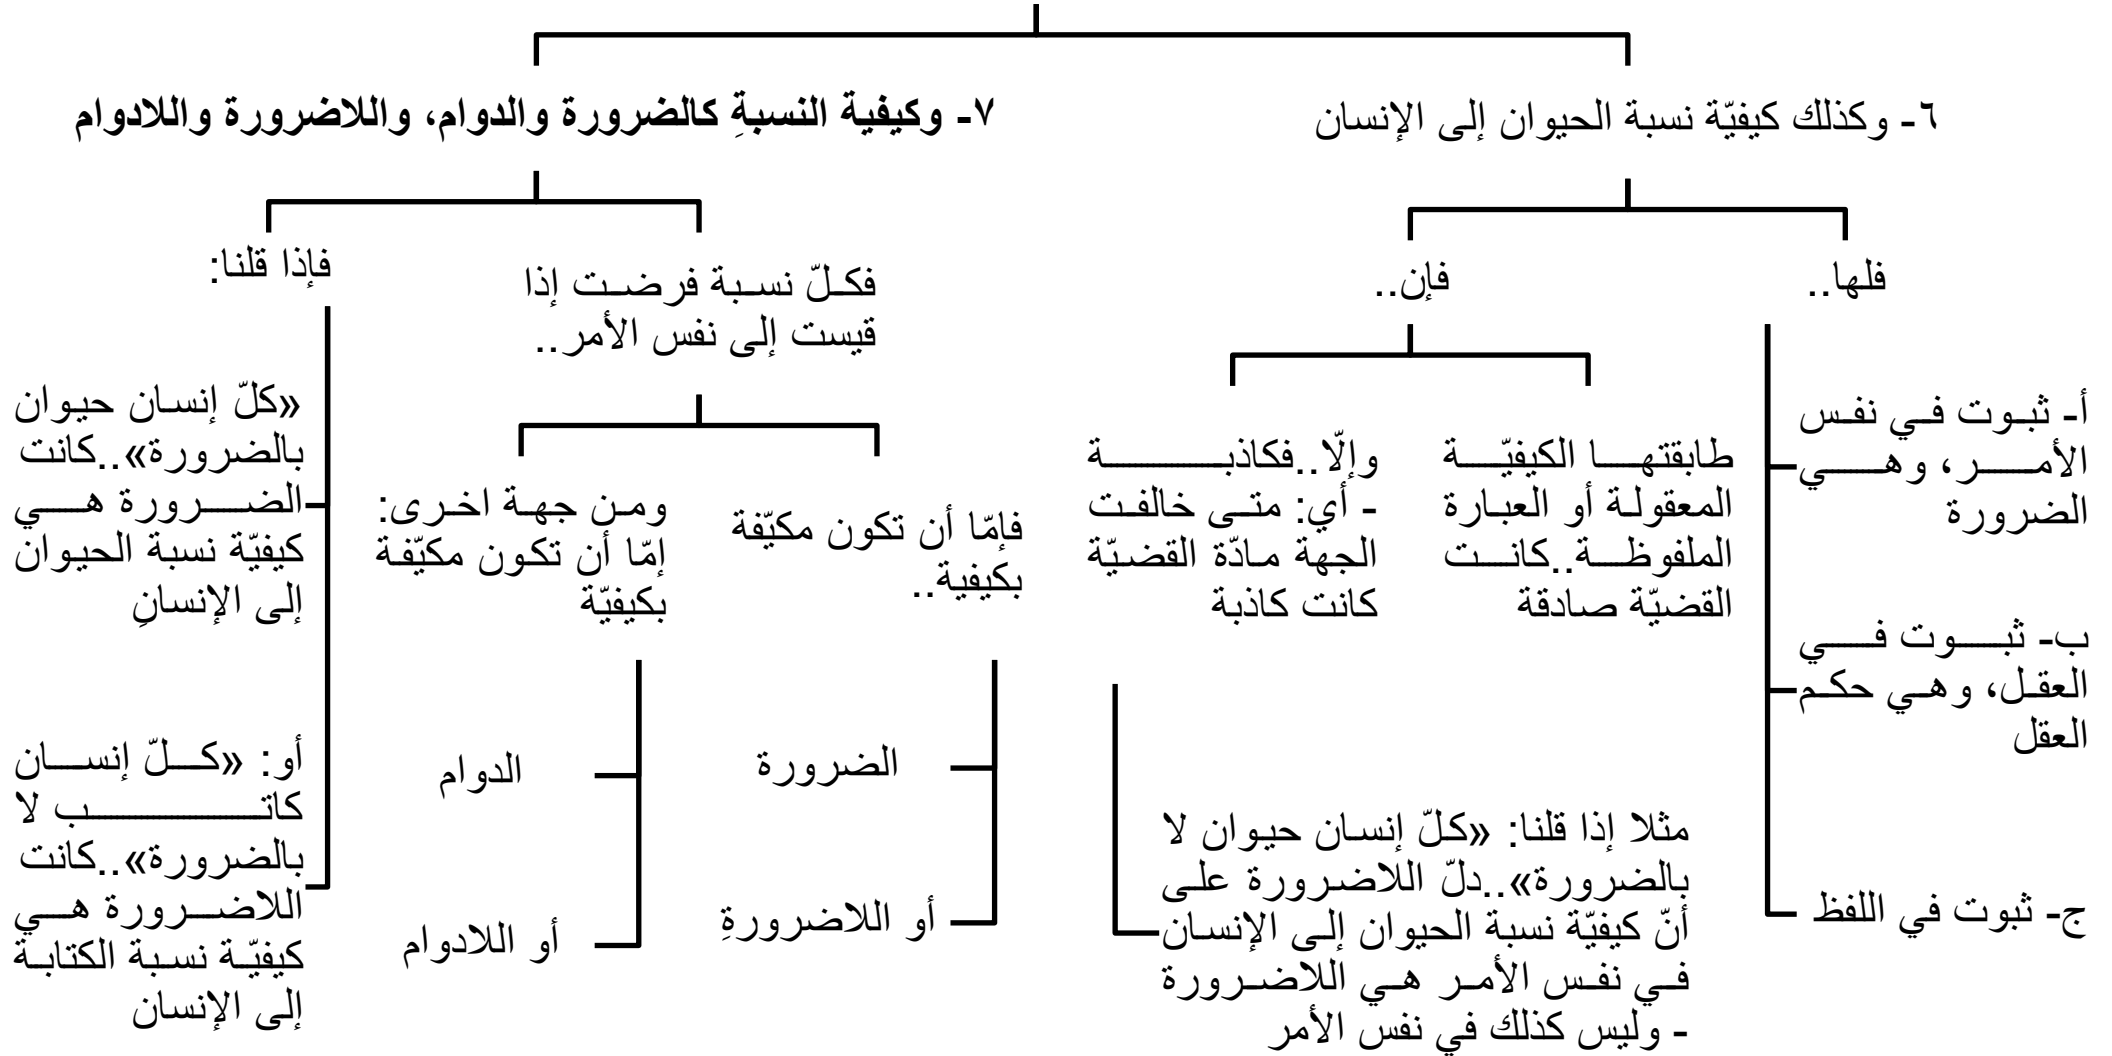 ٦- وكذلك كيفيّة نسبة الحيوان إلى الإنسان
فلها..
أ- ثبوت في نفس
الأمر، وهي
الضرورة
ب- ثبوت في
العقل، وهي حكم
العقل
ج- ثبوت في اللفظ
فإن..
طابقتها الكيفيّة
المعقولة أو العبارة
الملفوظة..كانت
القضيّة صادقة
وإلّا..فكاذبة
- أي: متى خالفت
الجهة مادّة القضيّة
كانت كاذبة
مثلا إذا قلنا: «كلّ إنسان حيوان لا
بالضرورة»..دلّ اللاضرورة على
أنّ كيفيّة نسبة الحيوان إلى الإنسان
في نفس الأمر هي اللاضرورة
- وليس كذلك في نفس الأمر
٧- وكيفية النسبةِ كالضرورة والدوام، واللاضرورة واللادوام
فكلّ نسبة فرضت إذا
قيست إلى نفس الأمر..
فإمّا أن تكون مكيّفة
بكيفية..
الضرورة
أو اللاضرورةِ
ومن جهة اخرى:
إمّا أن تكون مكيّفة
بكيفيّة
الدوام
أو اللادوام
فإذا قلنا:
«كلّ إنسان حيوان
بالضرورة»..كانت
الضرورة هي
كيفيّة نسبة الحيوان
إلى الإنسانِ
أو: «كلّ إنسان
كاتب لا
بالضرورة»..كانت
اللاضرورة هي
كيفيّة نسبة الكتابة
إلى الإنسان